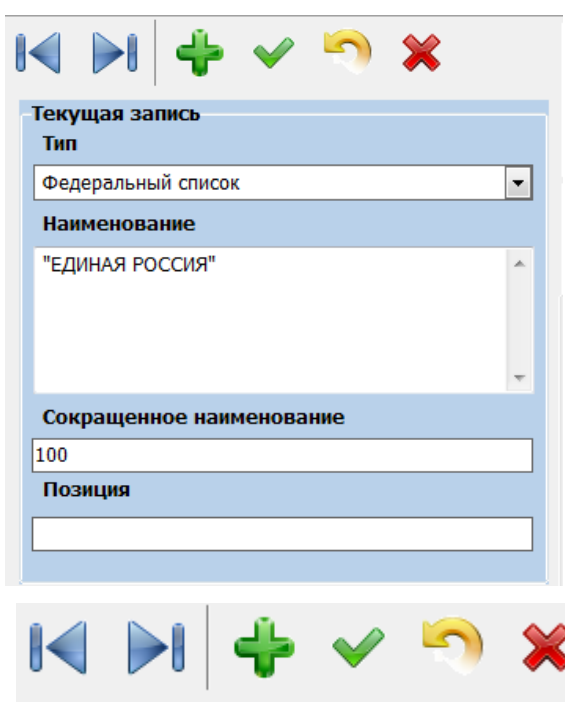 Текущая запись
Тип
Федеральный список
Наименование
"ЕДИНАЯ РОССИЯ"
Сокращенное наименование
100
Позиция